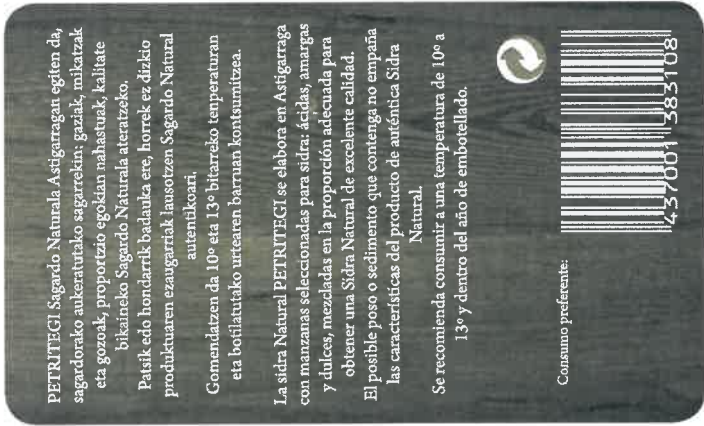 PETRITEGI Sagardo Naturala Astigarragan egiten da,
sagardorako aukeratutako sagarrekin; gaziak, mikatzak
eta gozoak, proportzio egokian nahastuak, kalitate
bikaineko Sagardo Naturala ateratzeko.
Patsik edo hondarrik badauka ere, horrek ez dizkio
produktuaren ezaugarriak lausotzen Sagardo Natural
autentikoari.
Gomendatzen da 10º eta 13º bitarteko tenperaturan
eta botilatutako urtearen barruan kontsumitzea.
La sidra Natural PETRITEGI se elabora en Astigarraga
con manzanas seleccionadas para sidra: ácidas, amargas
y dulces, mezcladas en la proporción adecuada para
obtener una Sidra Natural de excelente calidad.
El posible poso o sedimento que contenga no empaña
las características del producto de auténtica Sidra
Natural.
Se recomienda consumir a una temperatura de 10º a
13º y dentro del año de embotellado.
Consumo preferente:
437001 383108